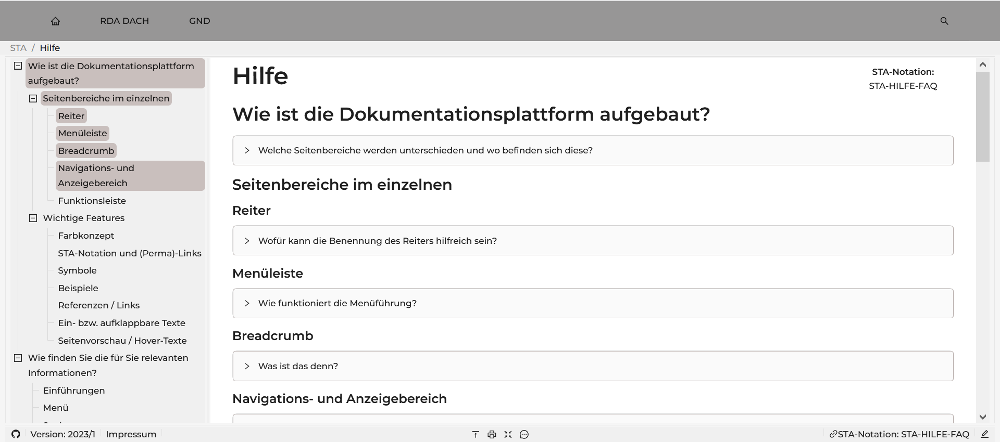 RDA DACH
GND
STA / Hilfe
Wie ist die Dokumentationsplattform
aufgebaut?
Seitenbereiche im einzelnen
Reiter
Menüleiste
Breadcrumb
Navigations- und
Anzeigebereich
Funktionsleiste
Wichtige Features
Farbkonzept
STA-Notation und (Perma)-Links
Symbole
Beispiele
Referenzen / Links
Ein- bzw. aufklappbare Texte
Seitenvorschau / Hover-Texte
Wie finden Sie die für Sie relevanten
Informationen?
Einführungen
Menü
Hilfe
STA-Notation:
STA-HILFE-FAQ
Wie ist die Dokumentationsplattform aufgebaut?
Welche Seitenbereiche werden unterschieden und wo befinden sich diese?
Seitenbereiche im einzelnen
Reiter
Wofür kann die Benennung des Reiters hilfreich sein?
Menüleiste
Wie funktioniert die Menüführung?
Breadcrumb
Was ist das denn?
Navigations- und Anzeigebereich
Version: 2023/1
Impressum
STA-Notation: STA-HILFE-FAQ